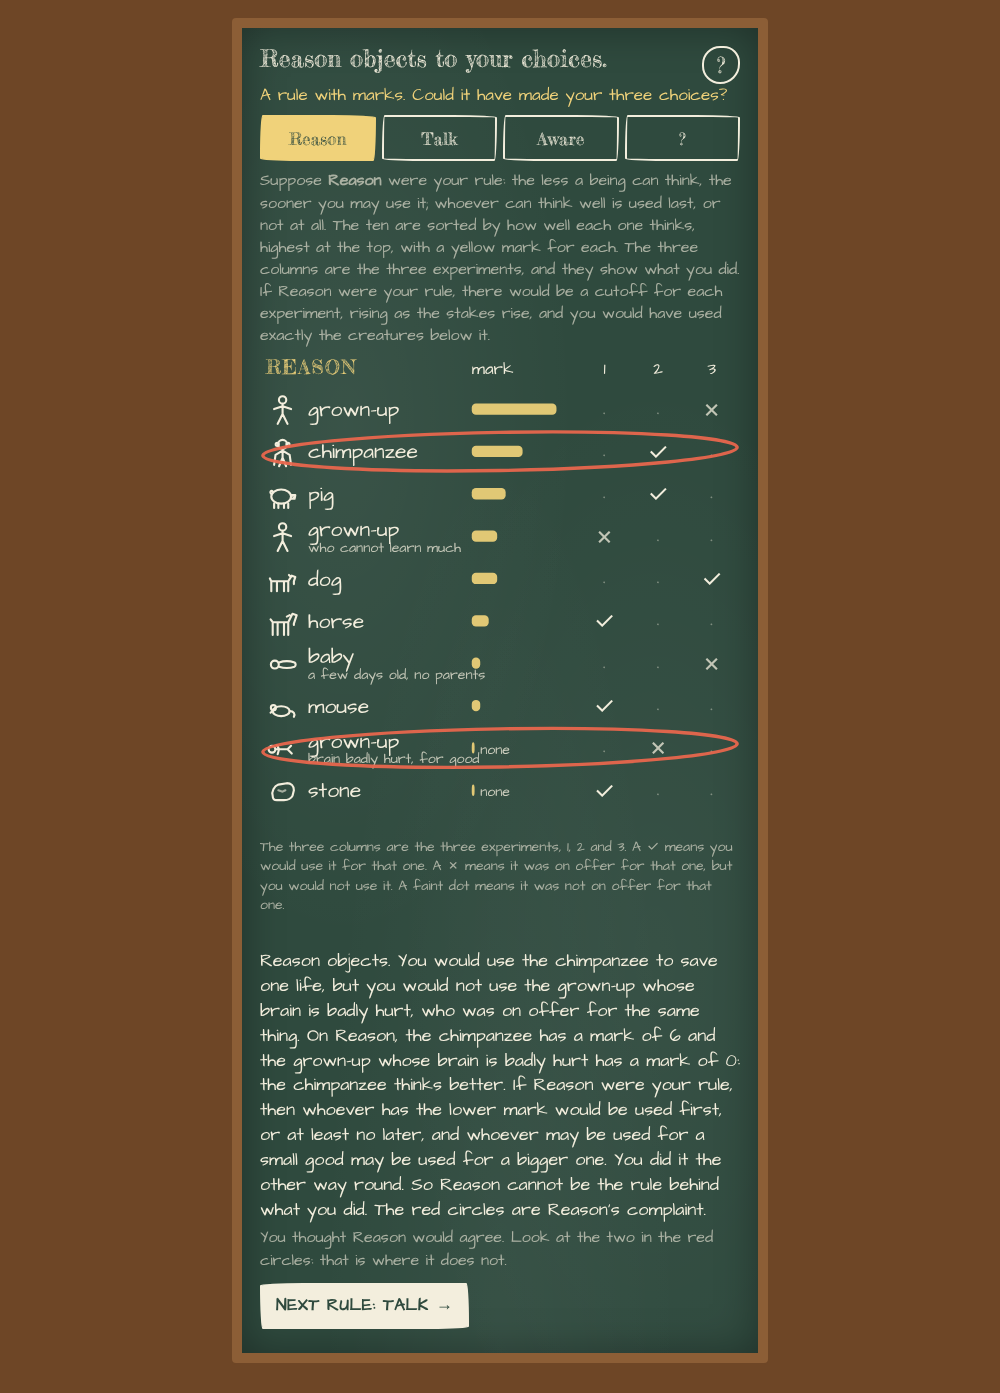 Reason objects to your choices.
?
A rule with marks. Could it have made your three choices?
Reason Talk Aware ?
Suppose Reason were your rule: the less a being can think, the
sooner you may use it; whoever can think well is used last, or
not at all. The ten are sorted by how well each one thinks,
highest at the top, with a yellow mark for each. The three
columns are the three experiments, and they show what you did.
If Reason were your rule, there would be a cutoff for each
experiment, rising as the stakes rise, and you would have used
exactly the creatures below it.
REASON mark 1 2 3
grown-up ✕
chimpanzee ✓
pig ✓
grown-up ✕
who cannot learn much
dog ✓
horse ✓
baby ✕
a few days old, no parents
mouse ✓
grown-up none ✕
brain badly hurt, for good
stone none ✓
The three columns are the three experiments, 1, 2 and 3. A ✓ means you
would use it for that one. A ✕ means it was on offer for that one, but
you would not use it. A faint dot means it was not on offer for that
one.
Reason objects. You would use the chimpanzee to save
one life, but you would not use the grown-up whose
brain is badly hurt, who was on offer for the same
thing. On Reason, the chimpanzee has a mark of 6 and
the grown-up whose brain is badly hurt has a mark of 0:
the chimpanzee thinks better. If Reason were your rule,
then whoever has the lower mark would be used first,
or at least no later, and whoever may be used for a
small good may be used for a bigger one. You did it the
other way round. So Reason cannot be the rule behind
what you did. The red circles are Reason's complaint.
You thought Reason would agree. Look at the two in the red
circles: that is where it does not.
NEXT RULE: TALK →